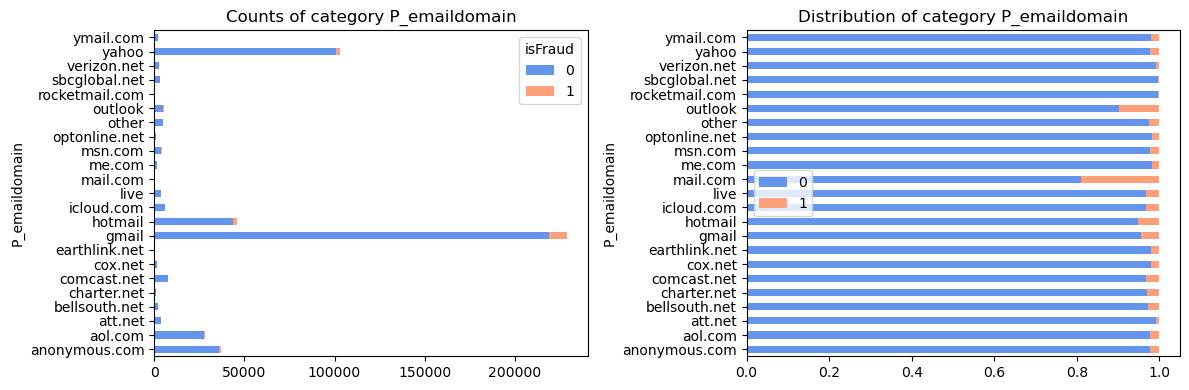 Counts of category P_emaildomain
P_emaildomain
ymail.com
yahoo
verizon.net
sbcglobal.net
rocketmail.com
outlook
other
optonline.net
msn.com
me.com
mail.com
live
icloud.com
hotmail
gmail
earthlink.net
cox.net
comcast.net
charter.net
bellsouth.net
att.net
aol.com
anonymous.com
isFraud
0
1
0 50000 100000 150000 200000
Distribution of category P_emaildomain
P_emaildomain
ymail.com
yahoo
verizon.net
sbcglobal.net
rocketmail.com
outlook
other
optonline.net
msn.com
me.com
mail.com
live
icloud.com
hotmail
gmail
earthlink.net
cox.net
comcast.net
charter.net
bellsouth.net
att.net
aol.com
anonymous.com
0
1
0.0 0.2 0.4 0.6 0.8 1.0